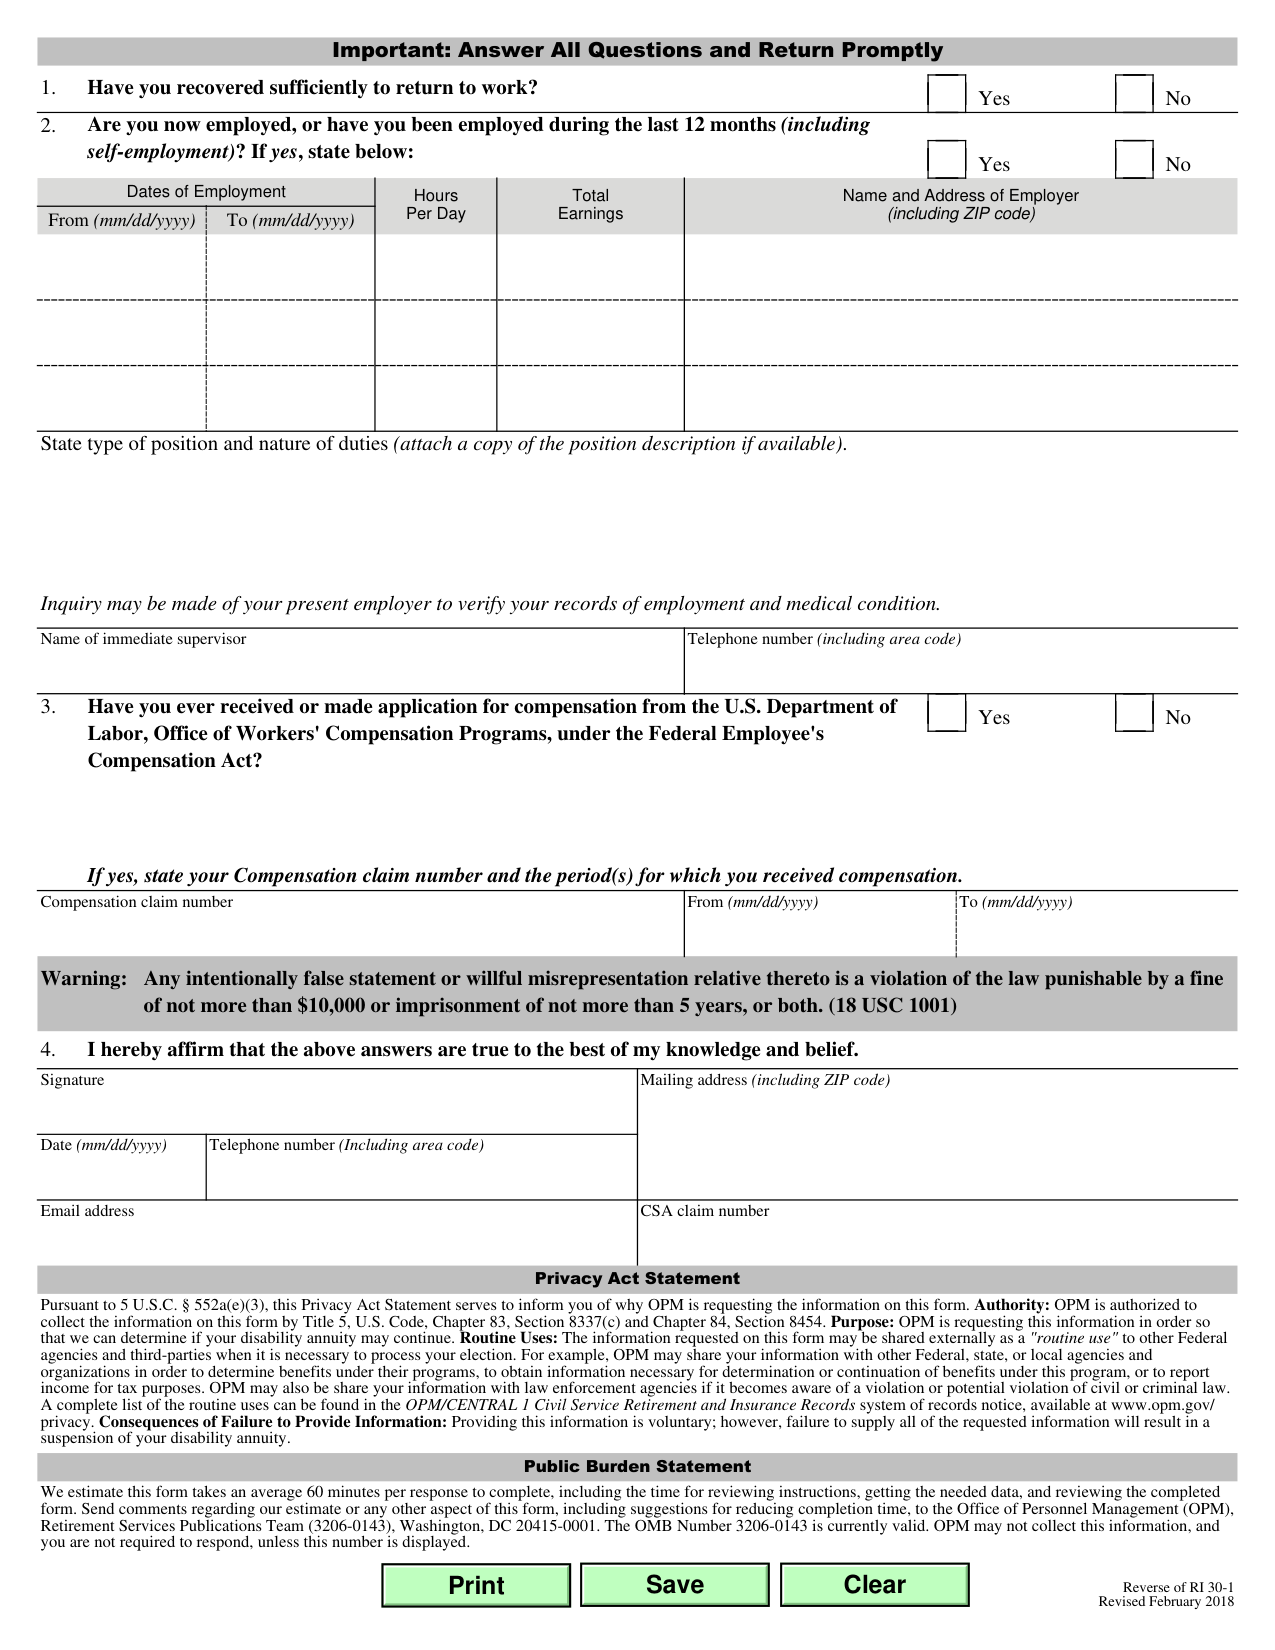 Important: Answer All Questions and Return Promptly
1. Have you recovered sufficiently to return to work? Yes No
2. Are you now employed, or have you been employed during the last 12 months (including
self-employment)? If yes, state below: Yes No
Dates of Employment
From (mm/dd/yyyy) To (mm/dd/yyyy)
Hours
Per Day
Total
Earnings
Name and Address of Employer
(including ZIP code)
State type of position and nature of duties (attach a copy of the position description if available).
Inquiry may be made of your present employer to verify your records of employment and medical condition.
Name of immediate supervisor Telephone number (including area code)
3. Have you ever received or made application for compensation from the U.S. Department of Yes No
Labor, Office of Workers' Compensation Programs, under the Federal Employee's
Compensation Act?
If yes, state your Compensation claim number and the period(s) for which you received compensation.
Compensation claim number From (mm/dd/yyyy) To (mm/dd/yyyy)
Warning: Any intentionally false statement or willful misrepresentation relative thereto is a violation of the law punishable by a fine
of not more than $10,000 or imprisonment of not more than 5 years, or both. (18 USC 1001)
4. I hereby affirm that the above answers are true to the best of my knowledge and belief.
Signature Mailing address (including ZIP code)
Date (mm/dd/yyyy) Telephone number (Including area code)
Email address CSA claim number
Privacy Act Statement
Pursuant to 5 U.S.C. § 552a(e)(3), this Privacy Act Statement serves to inform you of why OPM is requesting the information on this form. Authority: OPM is authorized to
collect the information on this form by Title 5, U.S. Code, Chapter 83, Section 8337(c) and Chapter 84, Section 8454. Purpose: OPM is requesting this information in order so
that we can determine if your disability annuity may continue. Routine Uses: The information requested on this form may be shared externally as a "routine use" to other Federal
agencies and third-parties when it is necessary to process your election. For example, OPM may share your information with other Federal, state, or local agencies and
organizations in order to determine benefits under their programs, to obtain information necessary for determination or continuation of benefits under this program, or to report
income for tax purposes. OPM may also be share your information with law enforcement agencies if it becomes aware of a violation or potential violation of civil or criminal law.
A complete list of the routine uses can be found in the OPM/CENTRAL 1 Civil Service Retirement and Insurance Records system of records notice, available at www.opm.gov/
privacy. Consequences of Failure to Provide Information: Providing this information is voluntary; however, failure to supply all of the requested information will result in a
suspension of your disability annuity.
Public Burden Statement
We estimate this form takes an average 60 minutes per response to complete, including the time for reviewing instructions, getting the needed data, and reviewing the completed
form. Send comments regarding our estimate or any other aspect of this form, including suggestions for reducing completion time, to the Office of Personnel Management (OPM),
Retirement Services Publications Team (3206-0143), Washington, DC 20415-0001. The OMB Number 3206-0143 is currently valid. OPM may not collect this information, and
you are not required to respond, unless this number is displayed.
Print Save Clear
Reverse of RI 30-1
Revised February 2018